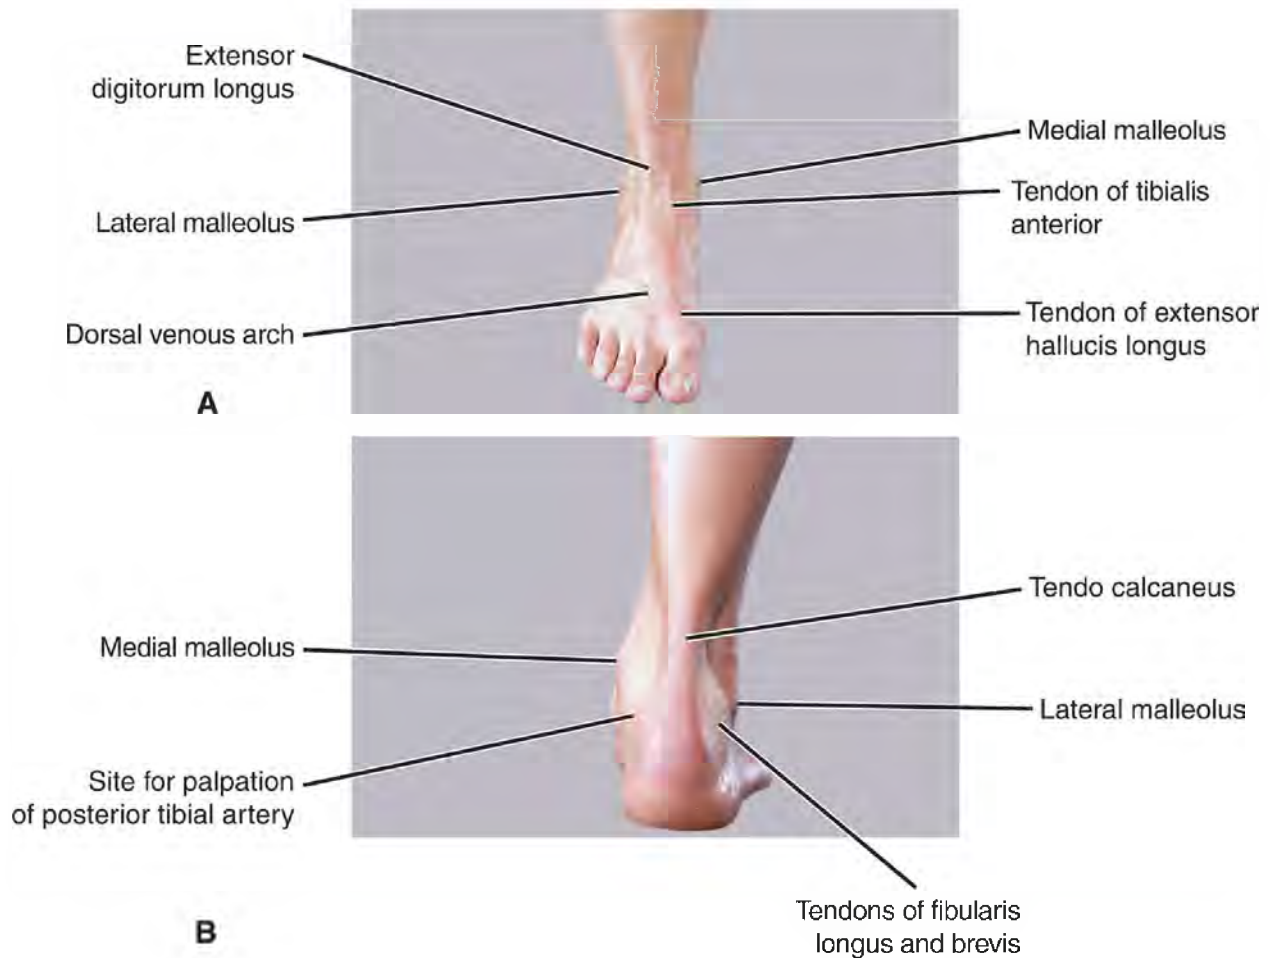 Extensor
digitorum longus
Lateral malleolus
Dorsal venous arch
Medial malleolus
Tendon of tibialis
anterior
Tendon of extensor
hallucis longus
A
Medial malleolus
Site for palpation
of posterior tibial artery
Tendo calcaneus
Lateral malleolus
Tendons of fibularis
longus and brevis
B